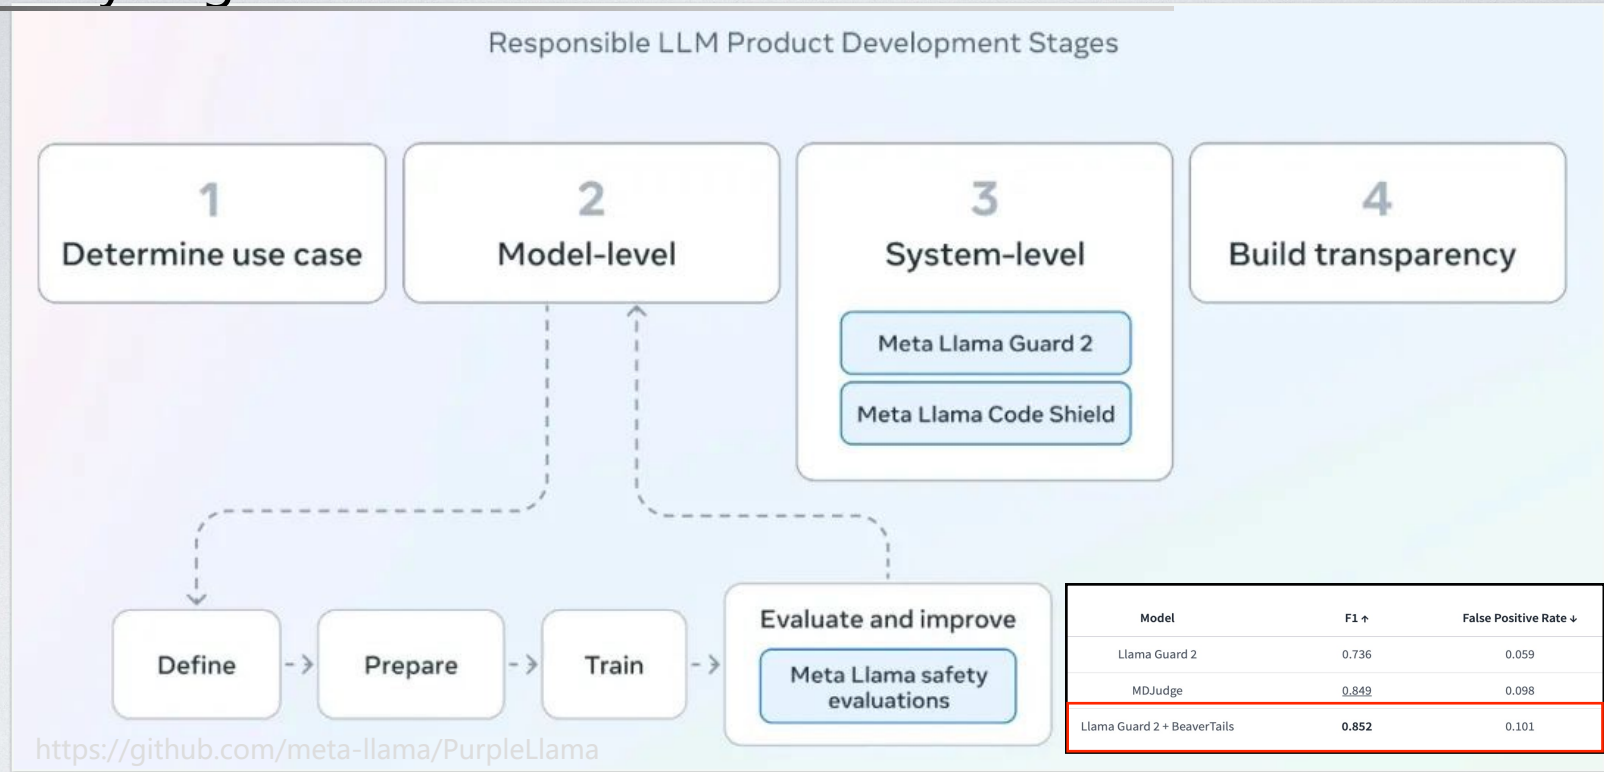 Responsible LLM Product Development Stages
1
Determine use case
2
Model-level
3
System-level
Meta Llama Guard 2
Meta Llama Code Shield
4
Build transparency
Define
Prepare
Train
Evaluate and improve
Meta Llama safety
evaluations
Model F1 ↑ False Positive Rate ↓
Llama Guard 2 0.736 0.059
MDJudge 0.849 0.098
Llama Guard 2 + BeaverTails 0.852 0.101
https://github.com/meta-llama/PurpleLlama